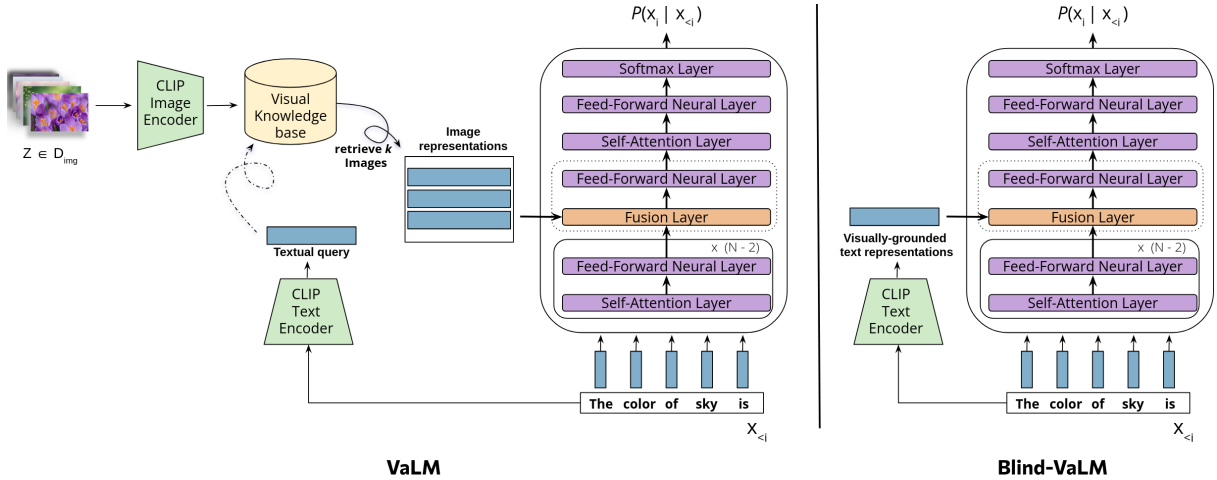 Z ∈ D_img
CLIP
Image
Encoder
Visual
Knowledge
base
retrieve k
Images
Textual query
CLIP
Text
Encoder
Image
representations
P(x_i | x_<i)
Softmax Layer
Feed-Forward Neural Layer
Self-Attention Layer
Feed-Forward Neural Layer
Fusion Layer
x (N - 2)
Feed-Forward Neural Layer
Self-Attention Layer
The color of sky is
X_<i
VaLM
P(x_i | x_<i)
Softmax Layer
Feed-Forward Neural Layer
Self-Attention Layer
Feed-Forward Neural Layer
Fusion Layer
x (N - 2)
Feed-Forward Neural Layer
Self-Attention Layer
Visually-grounded
text representations
CLIP
Text
Encoder
The color of sky is
X_<i
Blind-VaLM